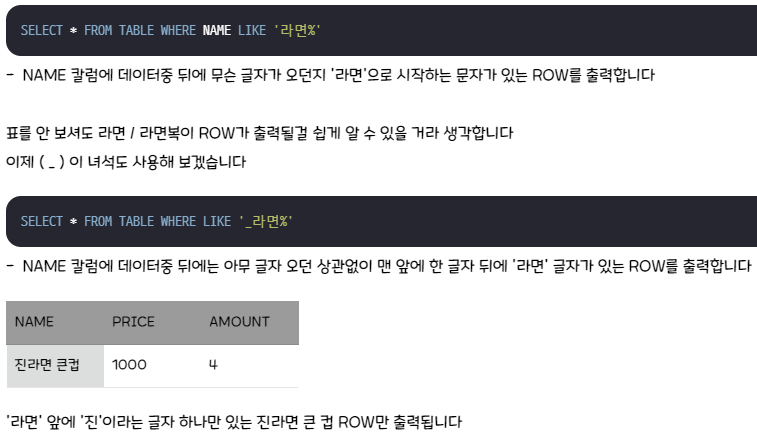 SELECT * FROM TABLE WHERE NAME LIKE '라면%'
- NAME 칼럼에 데이터중 뒤에 무슨 글자가 오던지 '라면'으로 시작하는 문자가 있는 ROW를 출력합니다
표를 안 보셔도 라면 / 라면복이 ROW가 출력될걸 쉽게 알 수 있을 거라 생각합니다
이제 ( _ ) 이 녀석도 사용해 보겠습니다
SELECT * FROM TABLE WHERE LIKE '_라면%'
- NAME 칼럼에 데이터중 뒤에는 아무 글자 오던 상관없이 맨 앞에 한 글자 뒤에 '라면' 글자가 있는 ROW를 출력합니다
NAME PRICE AMOUNT
진라면 큰컵 1000 4
'라면' 앞에 '진'이라는 글자 하나만 있는 진라면 큰 컵 ROW만 출력됩니다